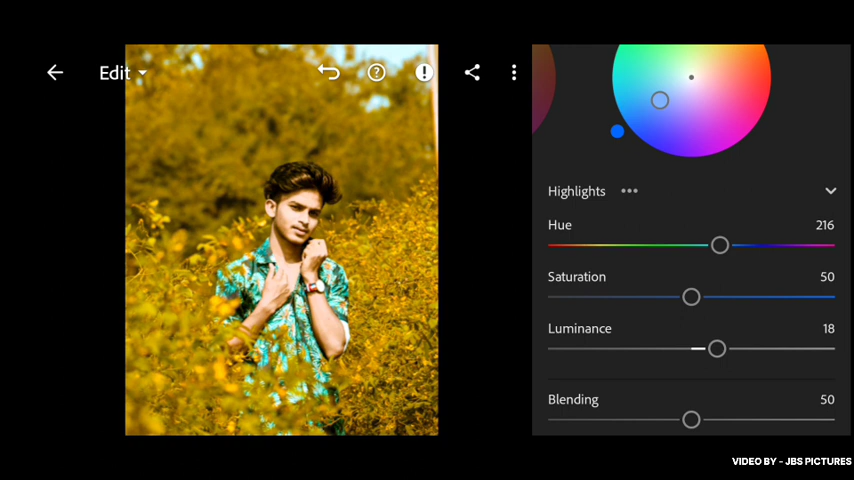 Edit
Highlights
Hue 216
Saturation 50
Luminance 18
Blending 50
VIDEO BY - JBS PICTURES